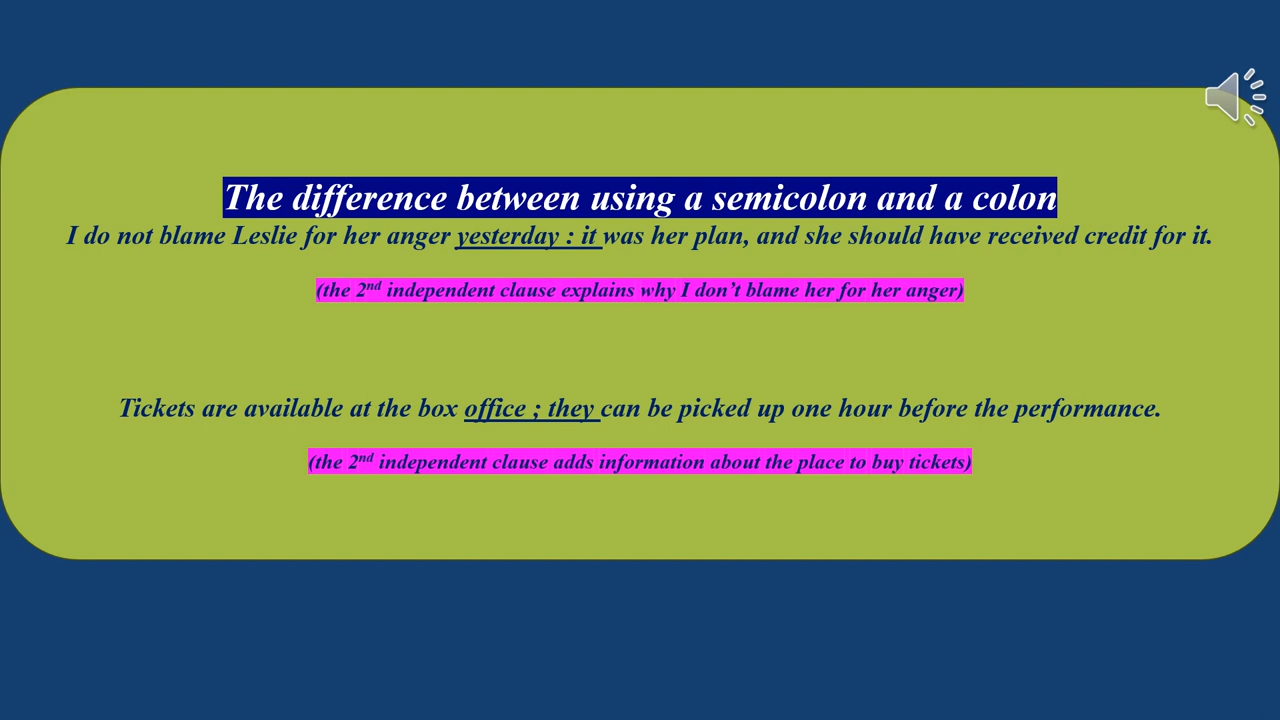 The difference between using a semicolon and a colon
I do not blame Leslie for her anger yesterday : it was her plan, and she should have received credit for it.
(the 2nd independent clause explains why I don’t blame her for her anger)
Tickets are available at the box office ; they can be picked up one hour before the performance.
(the 2nd independent clause adds information about the place to buy tickets)